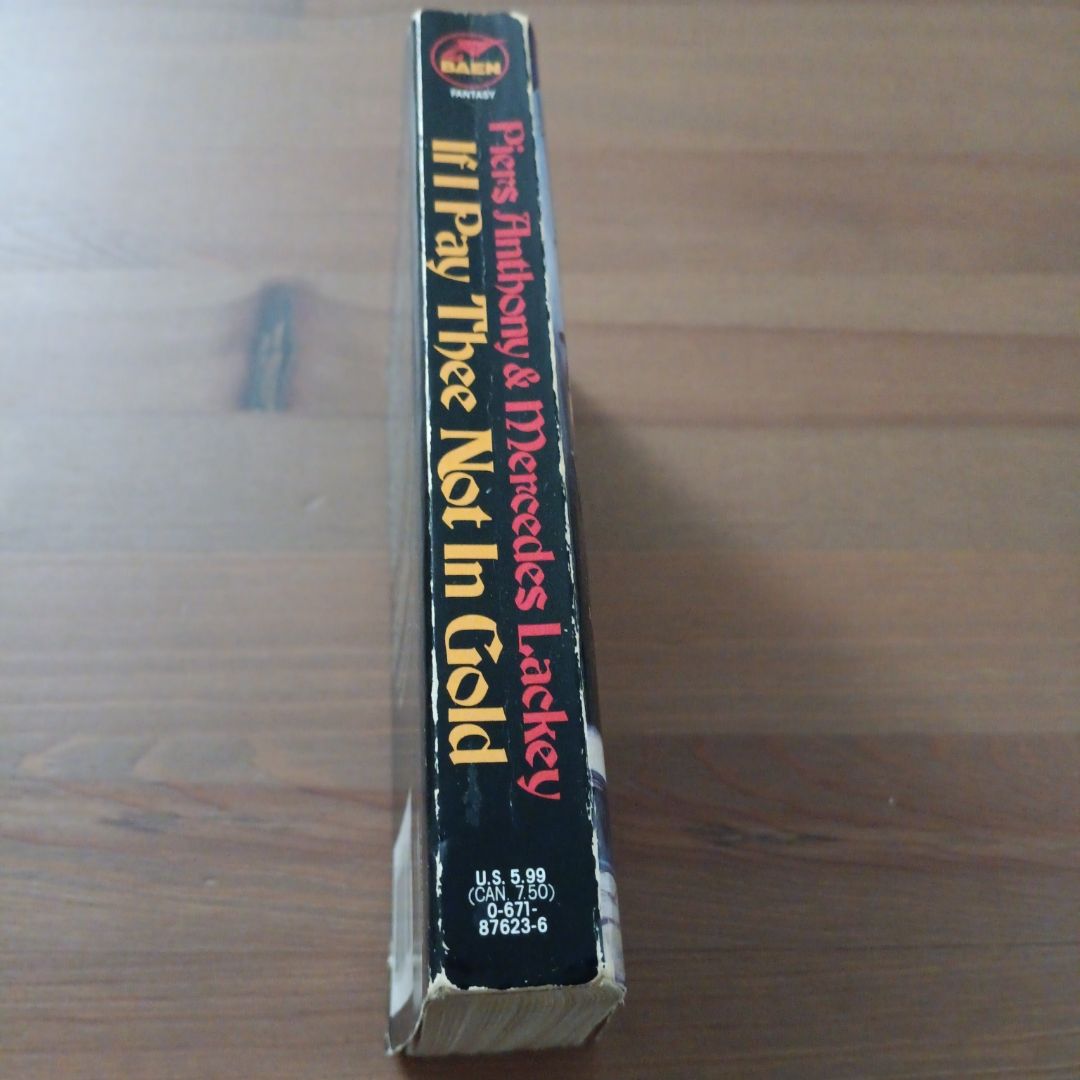 BAEN
FANTASY
Piers Anthony & Mercedes Lackey
If I Pay Thee Not In Gold
U.S. 5.99
(CAN. 7.50)
0-671-
87623-6